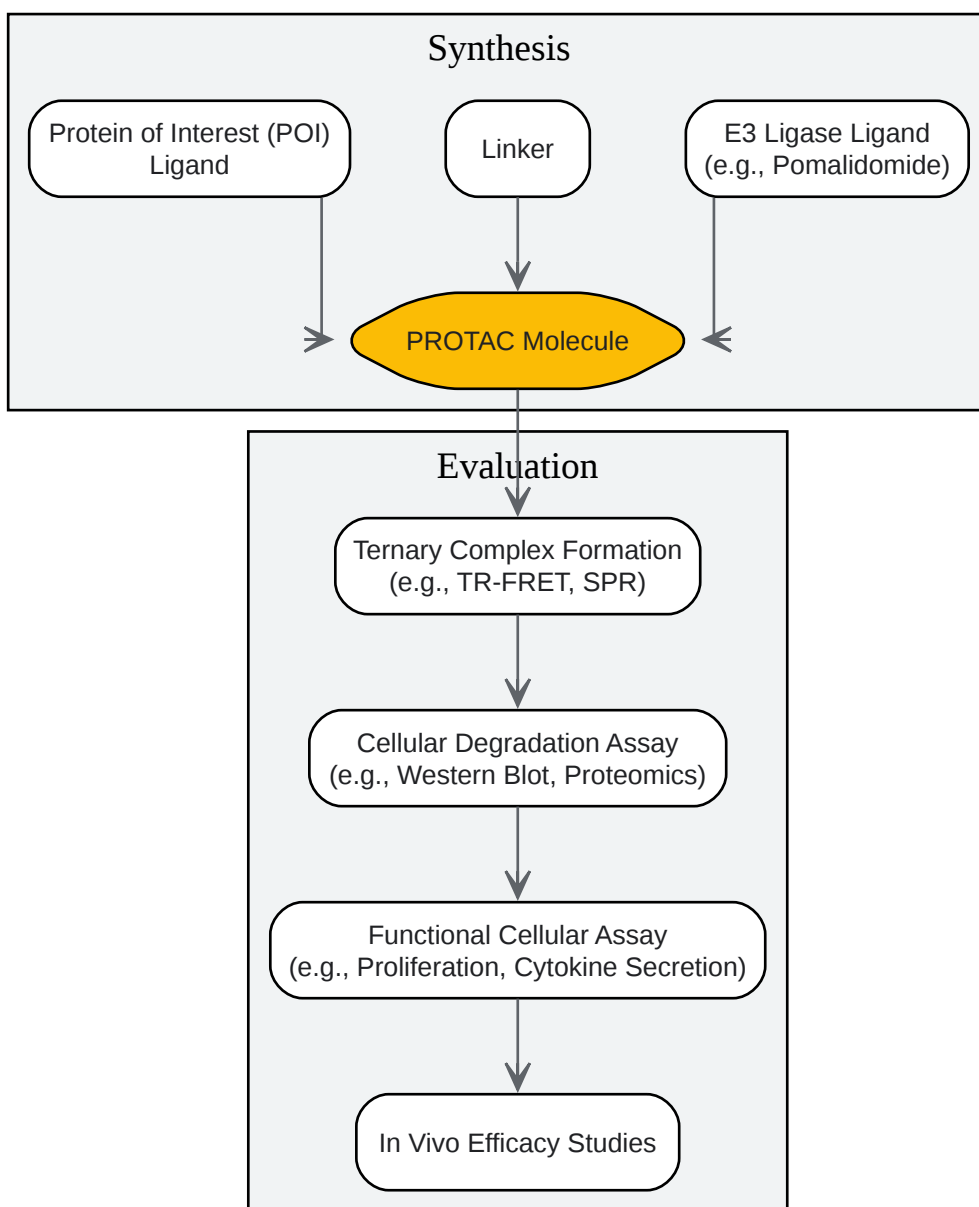 Synthesis
Protein of Interest (POI)
Ligand
Linker
E3 Ligase Ligand
(e.g., Pomalidomide)
PROTAC Molecule
Evaluation
Ternary Complex Formation
(e.g., TR-FRET, SPR)
Cellular Degradation Assay
(e.g., Western Blot, Proteomics)
Functional Cellular Assay
(e.g., Proliferation, Cytokine Secretion)
In Vivo Efficacy Studies